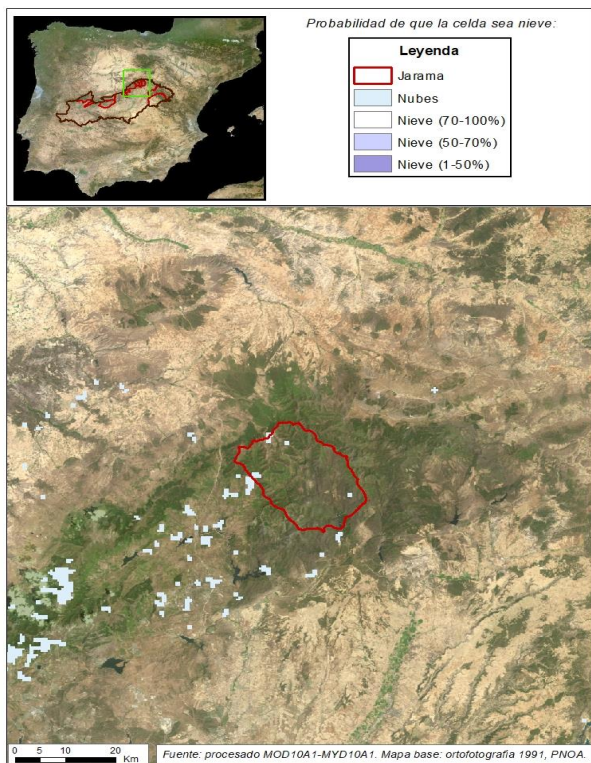 Probabilidad de que la celda sea nieve:
Leyenda
Jarama
Nubes
Nieve (70-100%)
Nieve (50-70%)
Nieve (1-50%)
0 5 10 20
Km
Fuente: procesado MOD10A1-MYD10A1. Mapa base: ortofotografía 1991, PNOA.